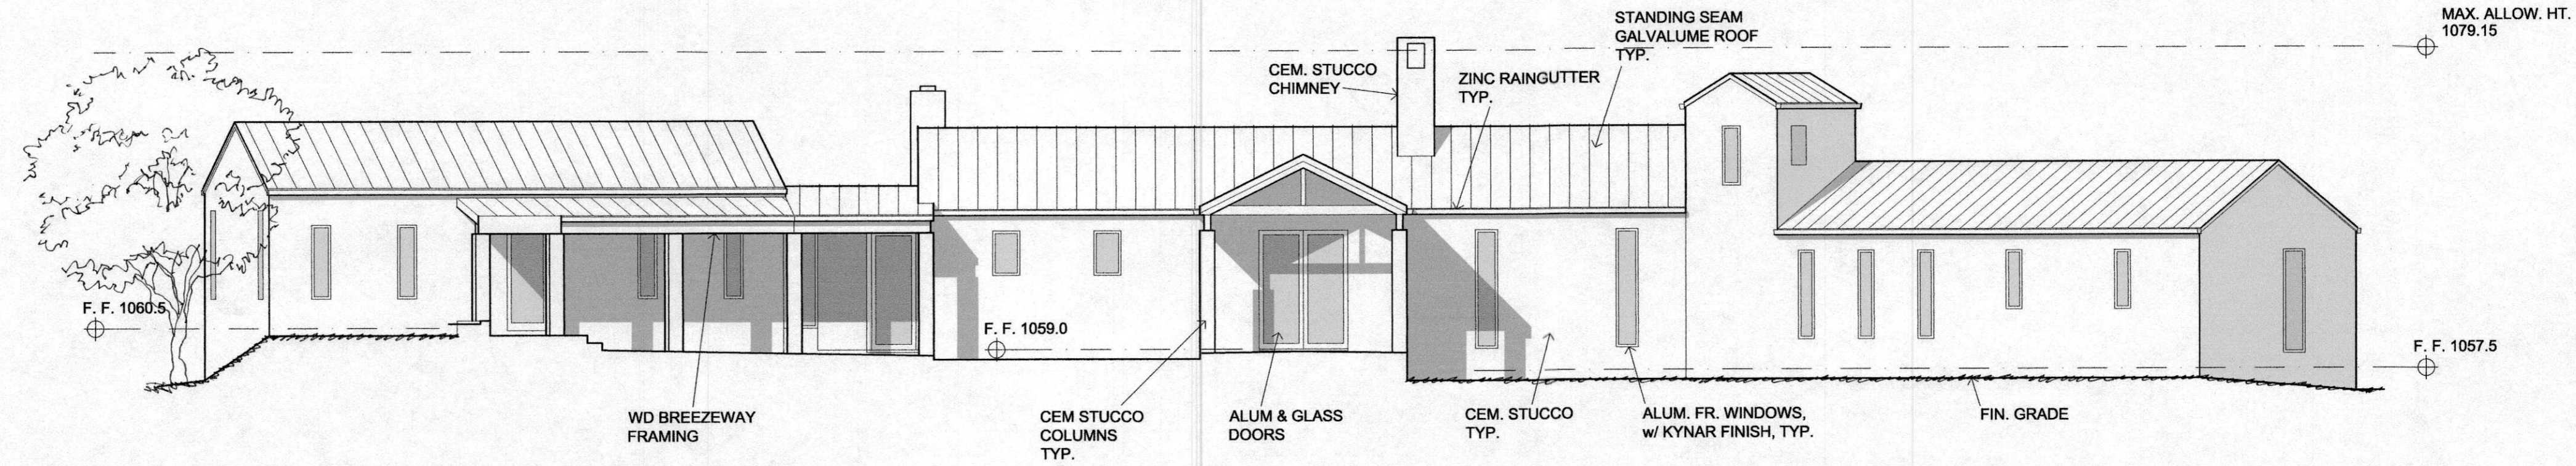 STANDING SEAM
GALVALUME ROOF
TYP.
MAX. ALLOW. HT.
1079.15
CEM. STUCCO
CHIMNEY
ZINC RAINGUTTER
TYP.
F. F. 1060.5
F. F. 1059.0
F. F. 1057.5
WD BREEZEWAY
FRAMING
CEM STUCCO
COLUMNS
TYP.
ALUM & GLASS
DOORS
CEM. STUCCO
TYP.
ALUM. FR. WINDOWS,
w/ KYNAR FINISH, TYP.
FIN. GRADE